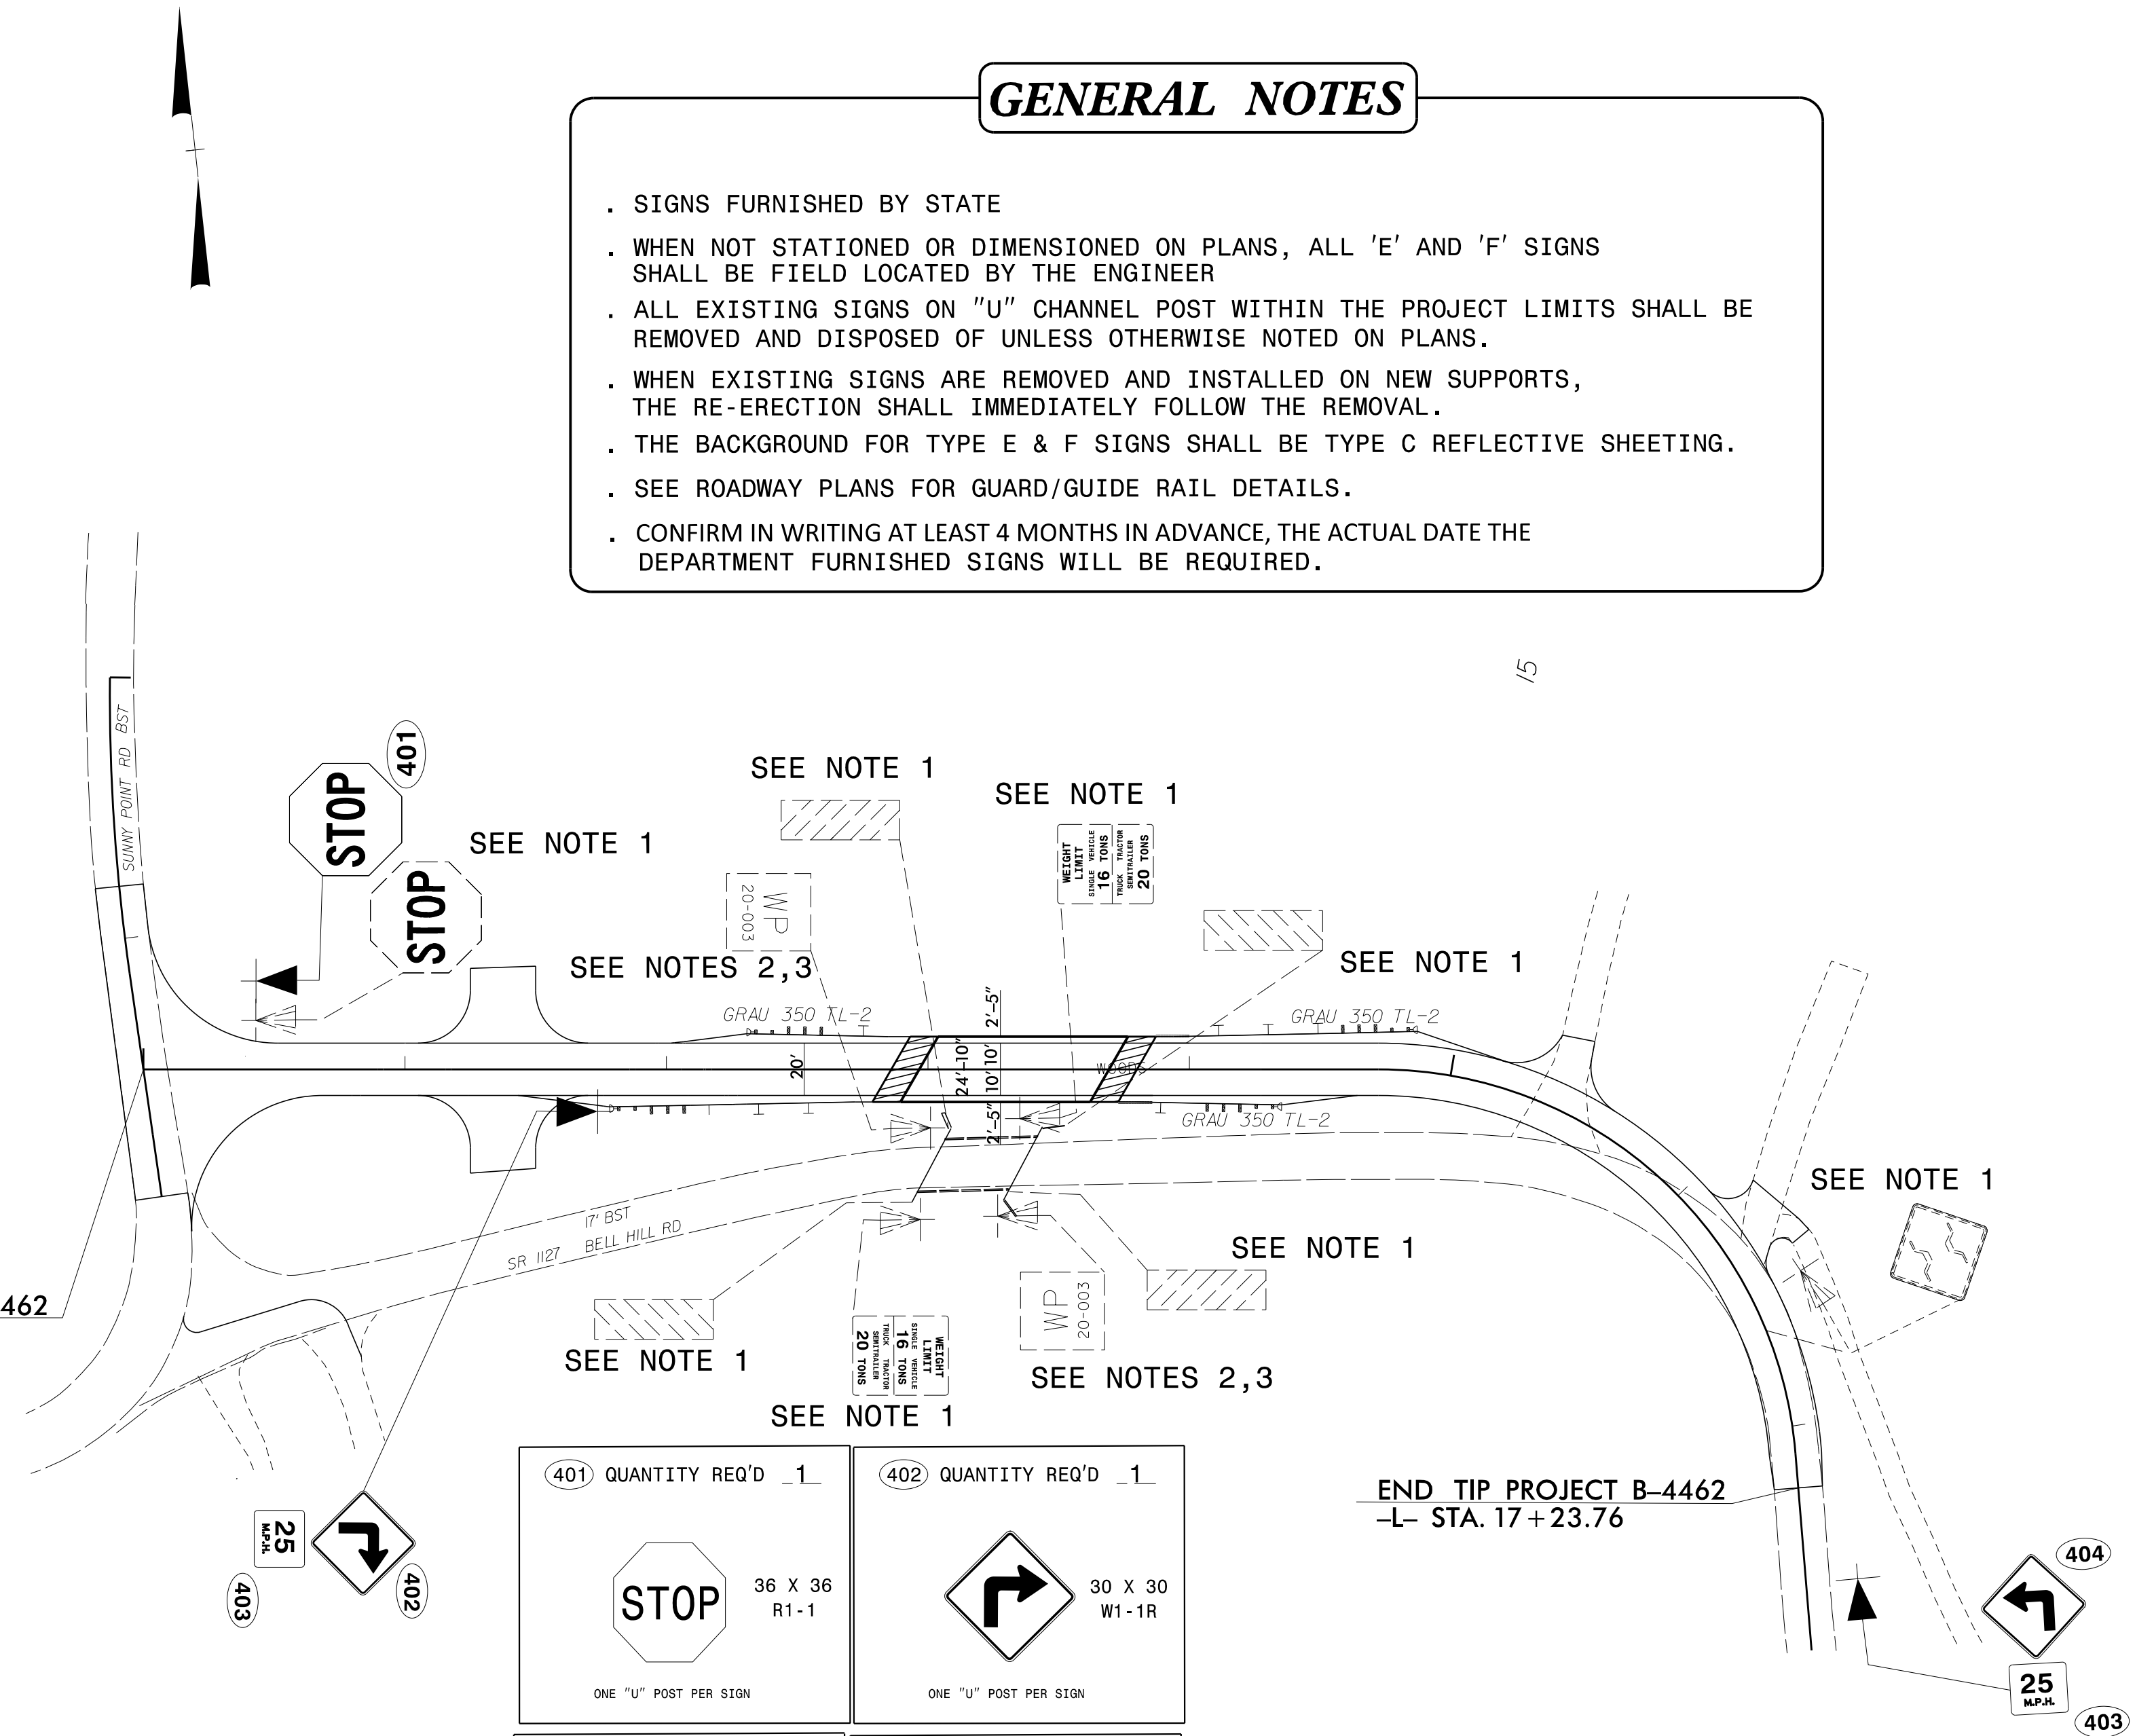 GENERAL NOTES
. SIGNS FURNISHED BY STATE
. WHEN NOT STATIONED OR DIMENSIONED ON PLANS, ALL 'E' AND 'F' SIGNS
SHALL BE FIELD LOCATED BY THE ENGINEER
. ALL EXISTING SIGNS ON "U" CHANNEL POST WITHIN THE PROJECT LIMITS SHALL BE
REMOVED AND DISPOSED OF UNLESS OTHERWISE NOTED ON PLANS.
. WHEN EXISTING SIGNS ARE REMOVED AND INSTALLED ON NEW SUPPORTS,
THE RE-ERECTION SHALL IMMEDIATELY FOLLOW THE REMOVAL.
. THE BACKGROUND FOR TYPE E & F SIGNS SHALL BE TYPE C REFLECTIVE SHEETING.
. SEE ROADWAY PLANS FOR GUARD/GUIDE RAIL DETAILS.
. CONFIRM IN WRITING AT LEAST 4 MONTHS IN ADVANCE, THE ACTUAL DATE THE
DEPARTMENT FURNISHED SIGNS WILL BE REQUIRED.
15
SUNNY POINT RD BST
401
STOP
STOP
SEE NOTE 1
SEE NOTE 1
SEE NOTE 1
WEIGHT
LIMIT
SINGLE VEHICLE
16 TONS
TRUCK TRACTOR
SEMITRAILER
20 TONS
WP
20-003
SEE NOTES 2,3
SEE NOTE 1
GRAU 350 TL-2
GRAU 350 TL-2
20'
24'-10"
2'-5"
10'
10'
2'-5"
WOODS
GRAU 350 TL-2
17' BST
SR 1127 BELL HILL RD
SEE NOTE 1
SEE NOTE 1
462
SEE NOTE 1
WEIGHT
LIMIT
SINGLE VEHICLE
16 TONS
TRUCK TRACTOR
SEMITRAILER
20 TONS
SEE NOTE 1
WP
20-003
SEE NOTES 2,3
25
M.P.H.
403
402
401 QUANTITY REQ'D 1
STOP
36 X 36
R1-1
ONE "U" POST PER SIGN
402 QUANTITY REQ'D 1
30 X 30
W1-1R
ONE "U" POST PER SIGN
END TIP PROJECT B-4462
-L- STA. 17+23.76
404
25
M.P.H.
403